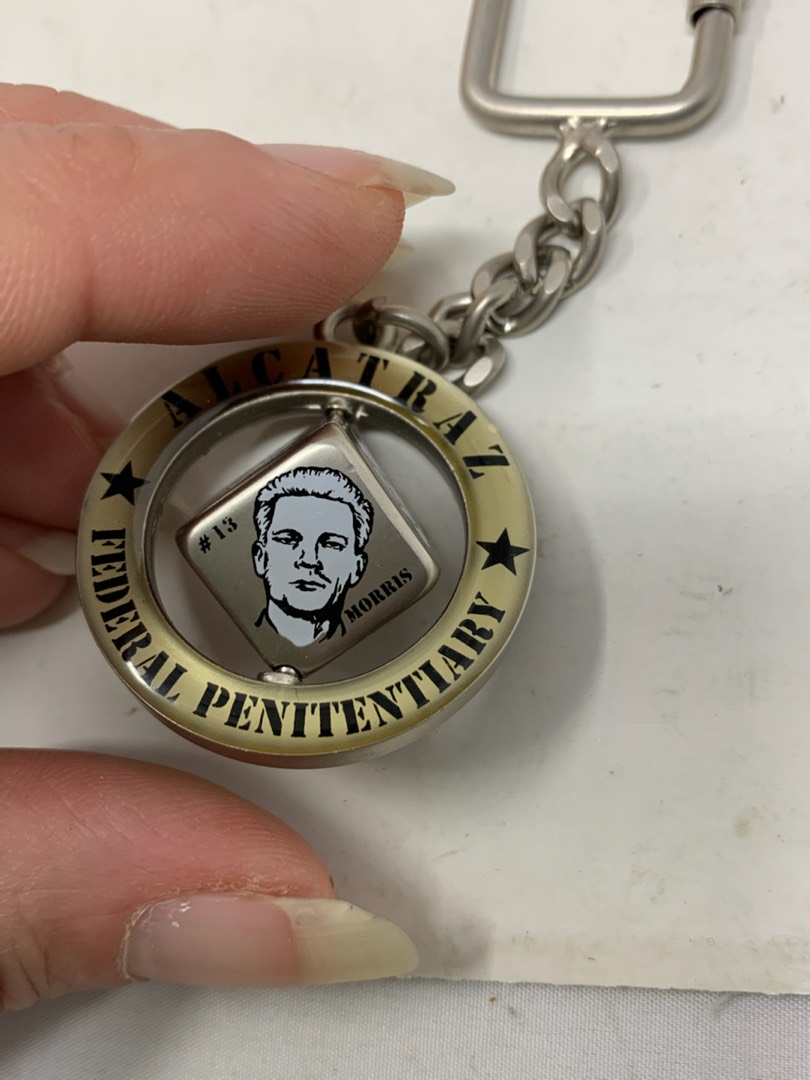 ALCATRAZ
#13
MORRIS
FEDERAL PENITENTIARY